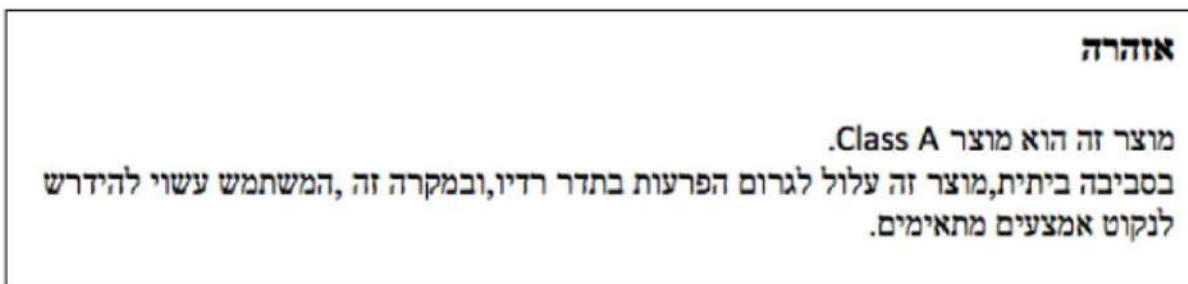 אזהרה
מוצר זה הוא מוצר Class A.
בסביבה ביתית,מוצר זה עלול לגרום הפרעות בתדר רדיו,ובמקרה זה ,המשתמש עשוי להידרש
לנקוט אמצעים מתאימים.